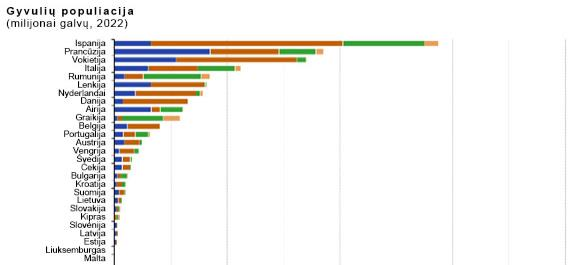 Gyvulių populiacija
(milijonai galvų, 2022)
Ispanija
Prancūzija
Vokietija
Italija
Rumunija
Lenkija
Nyderlandai
Danija
Airija
Graikija
Belgija
Portugalija
Austrija
Vengrija
Švedija
Čekija
Bulgarija
Kroatija
Suomija
Lietuva
Slovakija
Kipras
Slovėnija
Latvija
Estija
Liuksemburgas
Malta